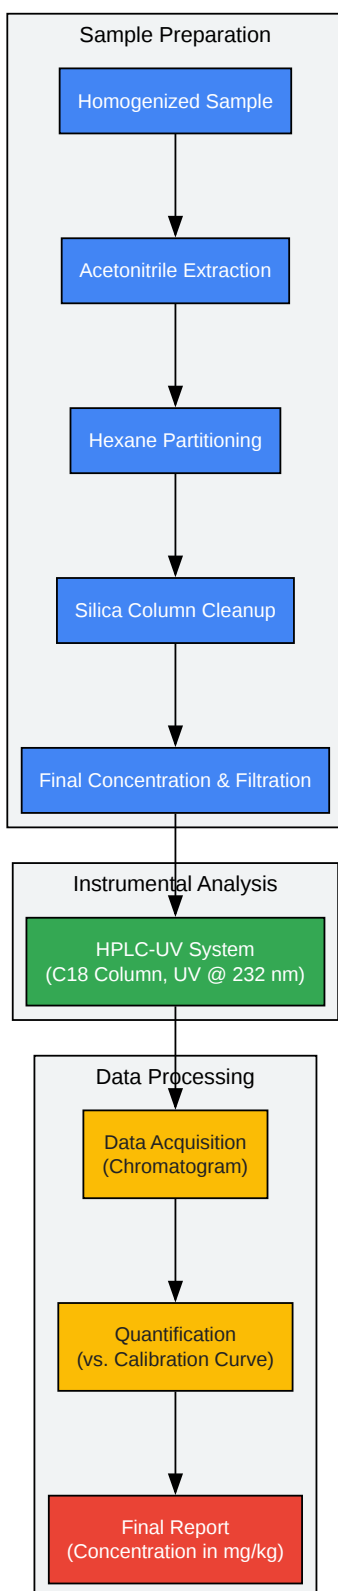 Sample Preparation
Homogenized Sample
Acetonitrile Extraction
Hexane Partitioning
Silica Column Cleanup
Final Concentration & Filtration
Instrumental Analysis
HPLC-UV System
(C18 Column, UV @ 232 nm)
Data Processing
Data Acquisition
(Chromatogram)
Quantification
(vs. Calibration Curve)
Final Report
(Concentration in mg/kg)